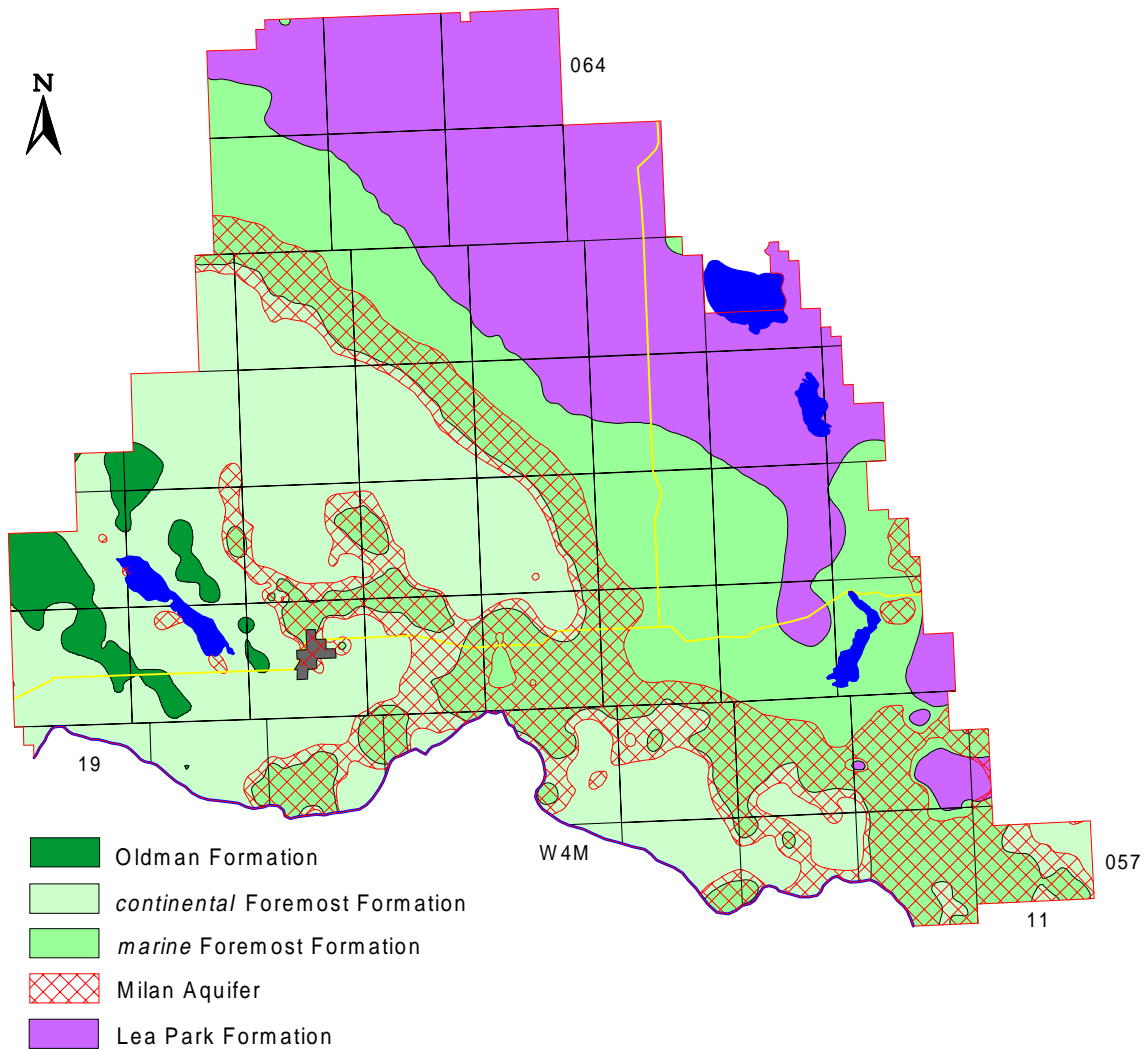 064
N
19
W4M
057
11
Oldman Formation
continental Foremost Formation
marine Foremost Formation
Milan Aquifer
Lea Park Formation